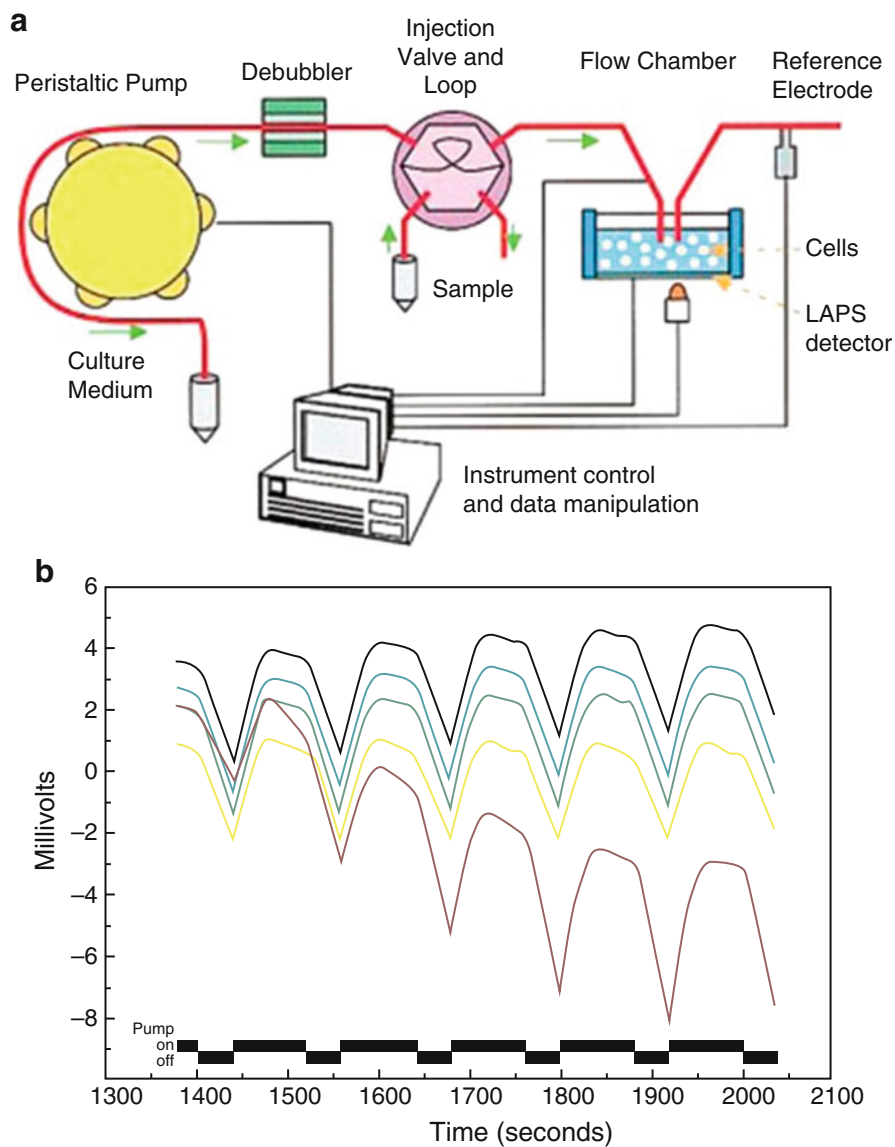 a
Peristaltic Pump
Debubbler
Injection
Valve and
Loop
Flow Chamber
Reference
Electrode
Cells
LAPS
detector
Sample
Culture
Medium
Instrument control
and data manipulation
b
6
4
2
0
–2
–4
–6
–8
Millivolts
Pump
on
off
1300 1400 1500 1600 1700 1800 1900 2000 2100
Time (seconds)